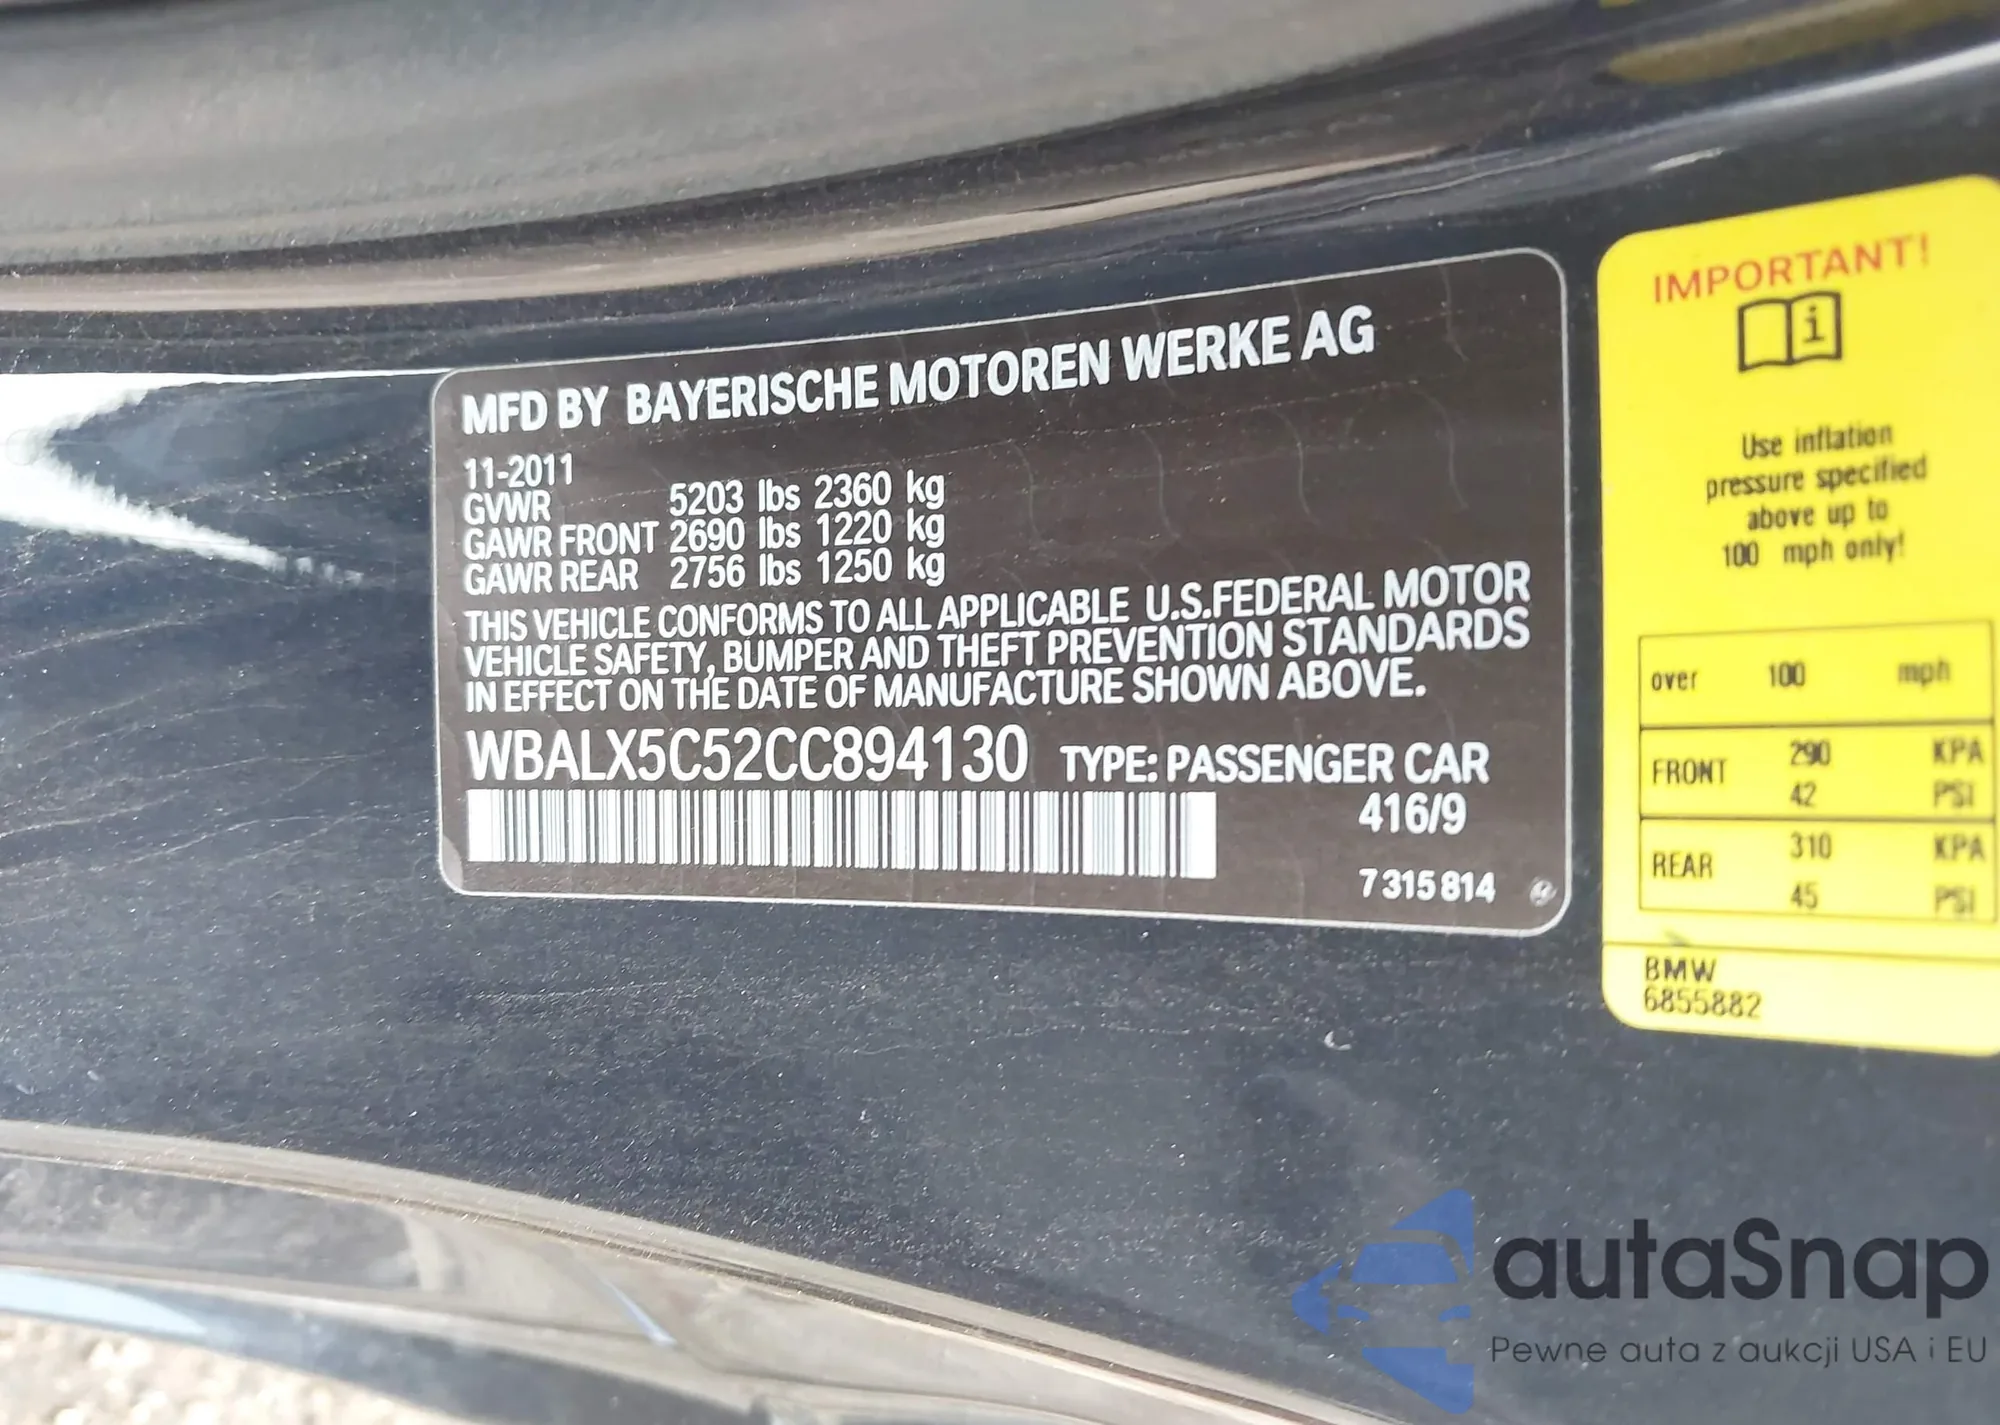 MFD BY BAYERISCHE MOTOREN WERKE AG
11-2011
GVWR 5203 lbs 2360 kg
GAWR FRONT 2690 lbs 1220 kg
GAWR REAR 2756 lbs 1250 kg
THIS VEHICLE CONFORMS TO ALL APPLICABLE U.S.FEDERAL MOTOR
VEHICLE SAFETY, BUMPER AND THEFT PREVENTION STANDARDS
IN EFFECT ON THE DATE OF MANUFACTURE SHOWN ABOVE.
WBALX5C52CC894130 TYPE: PASSENGER CAR
416/9
7 315 814
IMPORTANT!
i
Use inflation
pressure specified
above up to
100 mph only!
over 100 mph
FRONT 290 KPA
42 PSI
REAR 310 KPA
45 PSI
BMW
6855882
autaSnap
Pewne auta z aukcji USA i EU